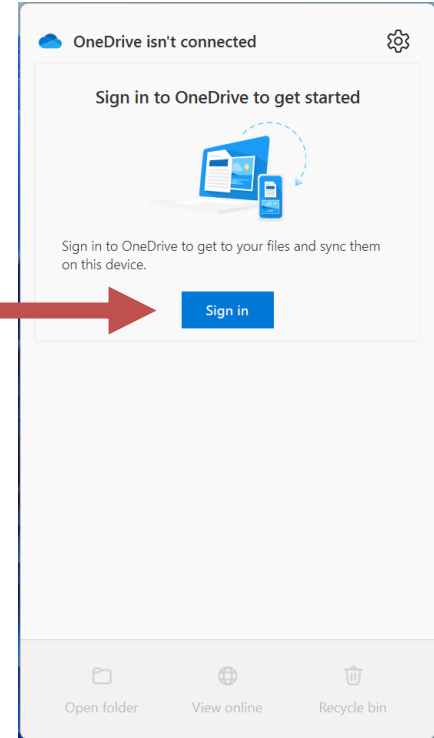 OneDrive isn't connected
Sign in to OneDrive to get started
Sign in to OneDrive to get to your files and sync them
on this device.
Sign in
Open folder
View online
Recycle bin